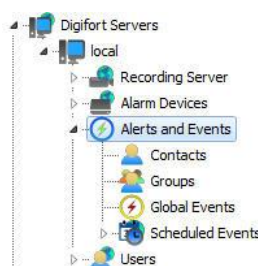 Digifort Servers
local
Recording Server
Alarm Devices
Alerts and Events
Contacts
Groups
Global Events
Scheduled Events
Users